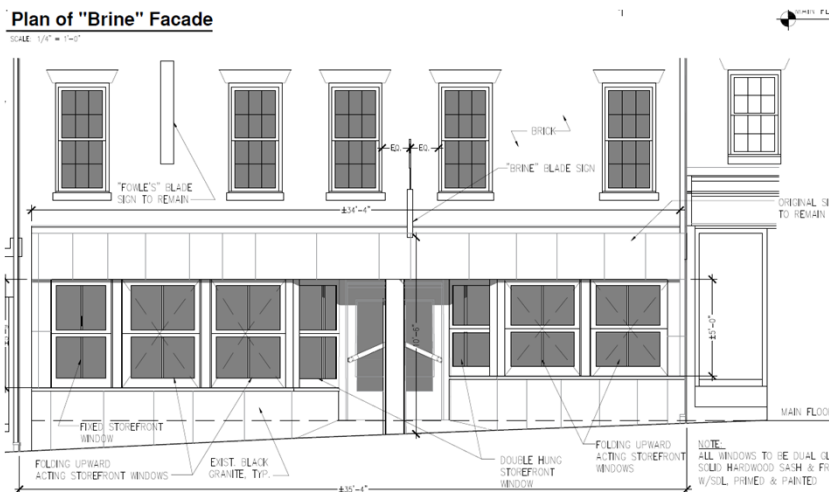 Plan of "Brine" Facade
SCALE: 1/4" = 1'-0"
EQ. EQ.
BRICK
"FOWLE'S" BLADE
SIGN TO REMAIN
"BRINE" BLADE SIGN
±34'-4"
ORIGINAL
TO REMAIN
±5'-0"
FIXED STOREFRONT
WINDOW
FOLDING UPWARD
ACTING STOREFRONT WINDOWS
EXIST. BLACK
GRANITE, TYP.
DOUBLE HUNG
STOREFRONT
WINDOW
FOLDING UPWARD
ACTING STOREFRONT
WINDOWS
MAIN FLOO
NOTE:
ALL WINDOWS TO BE DUAL GL
SOLID HARDWOOD SASH & FR
W/SDL, PRIMED & PAINTED
±35'-4"